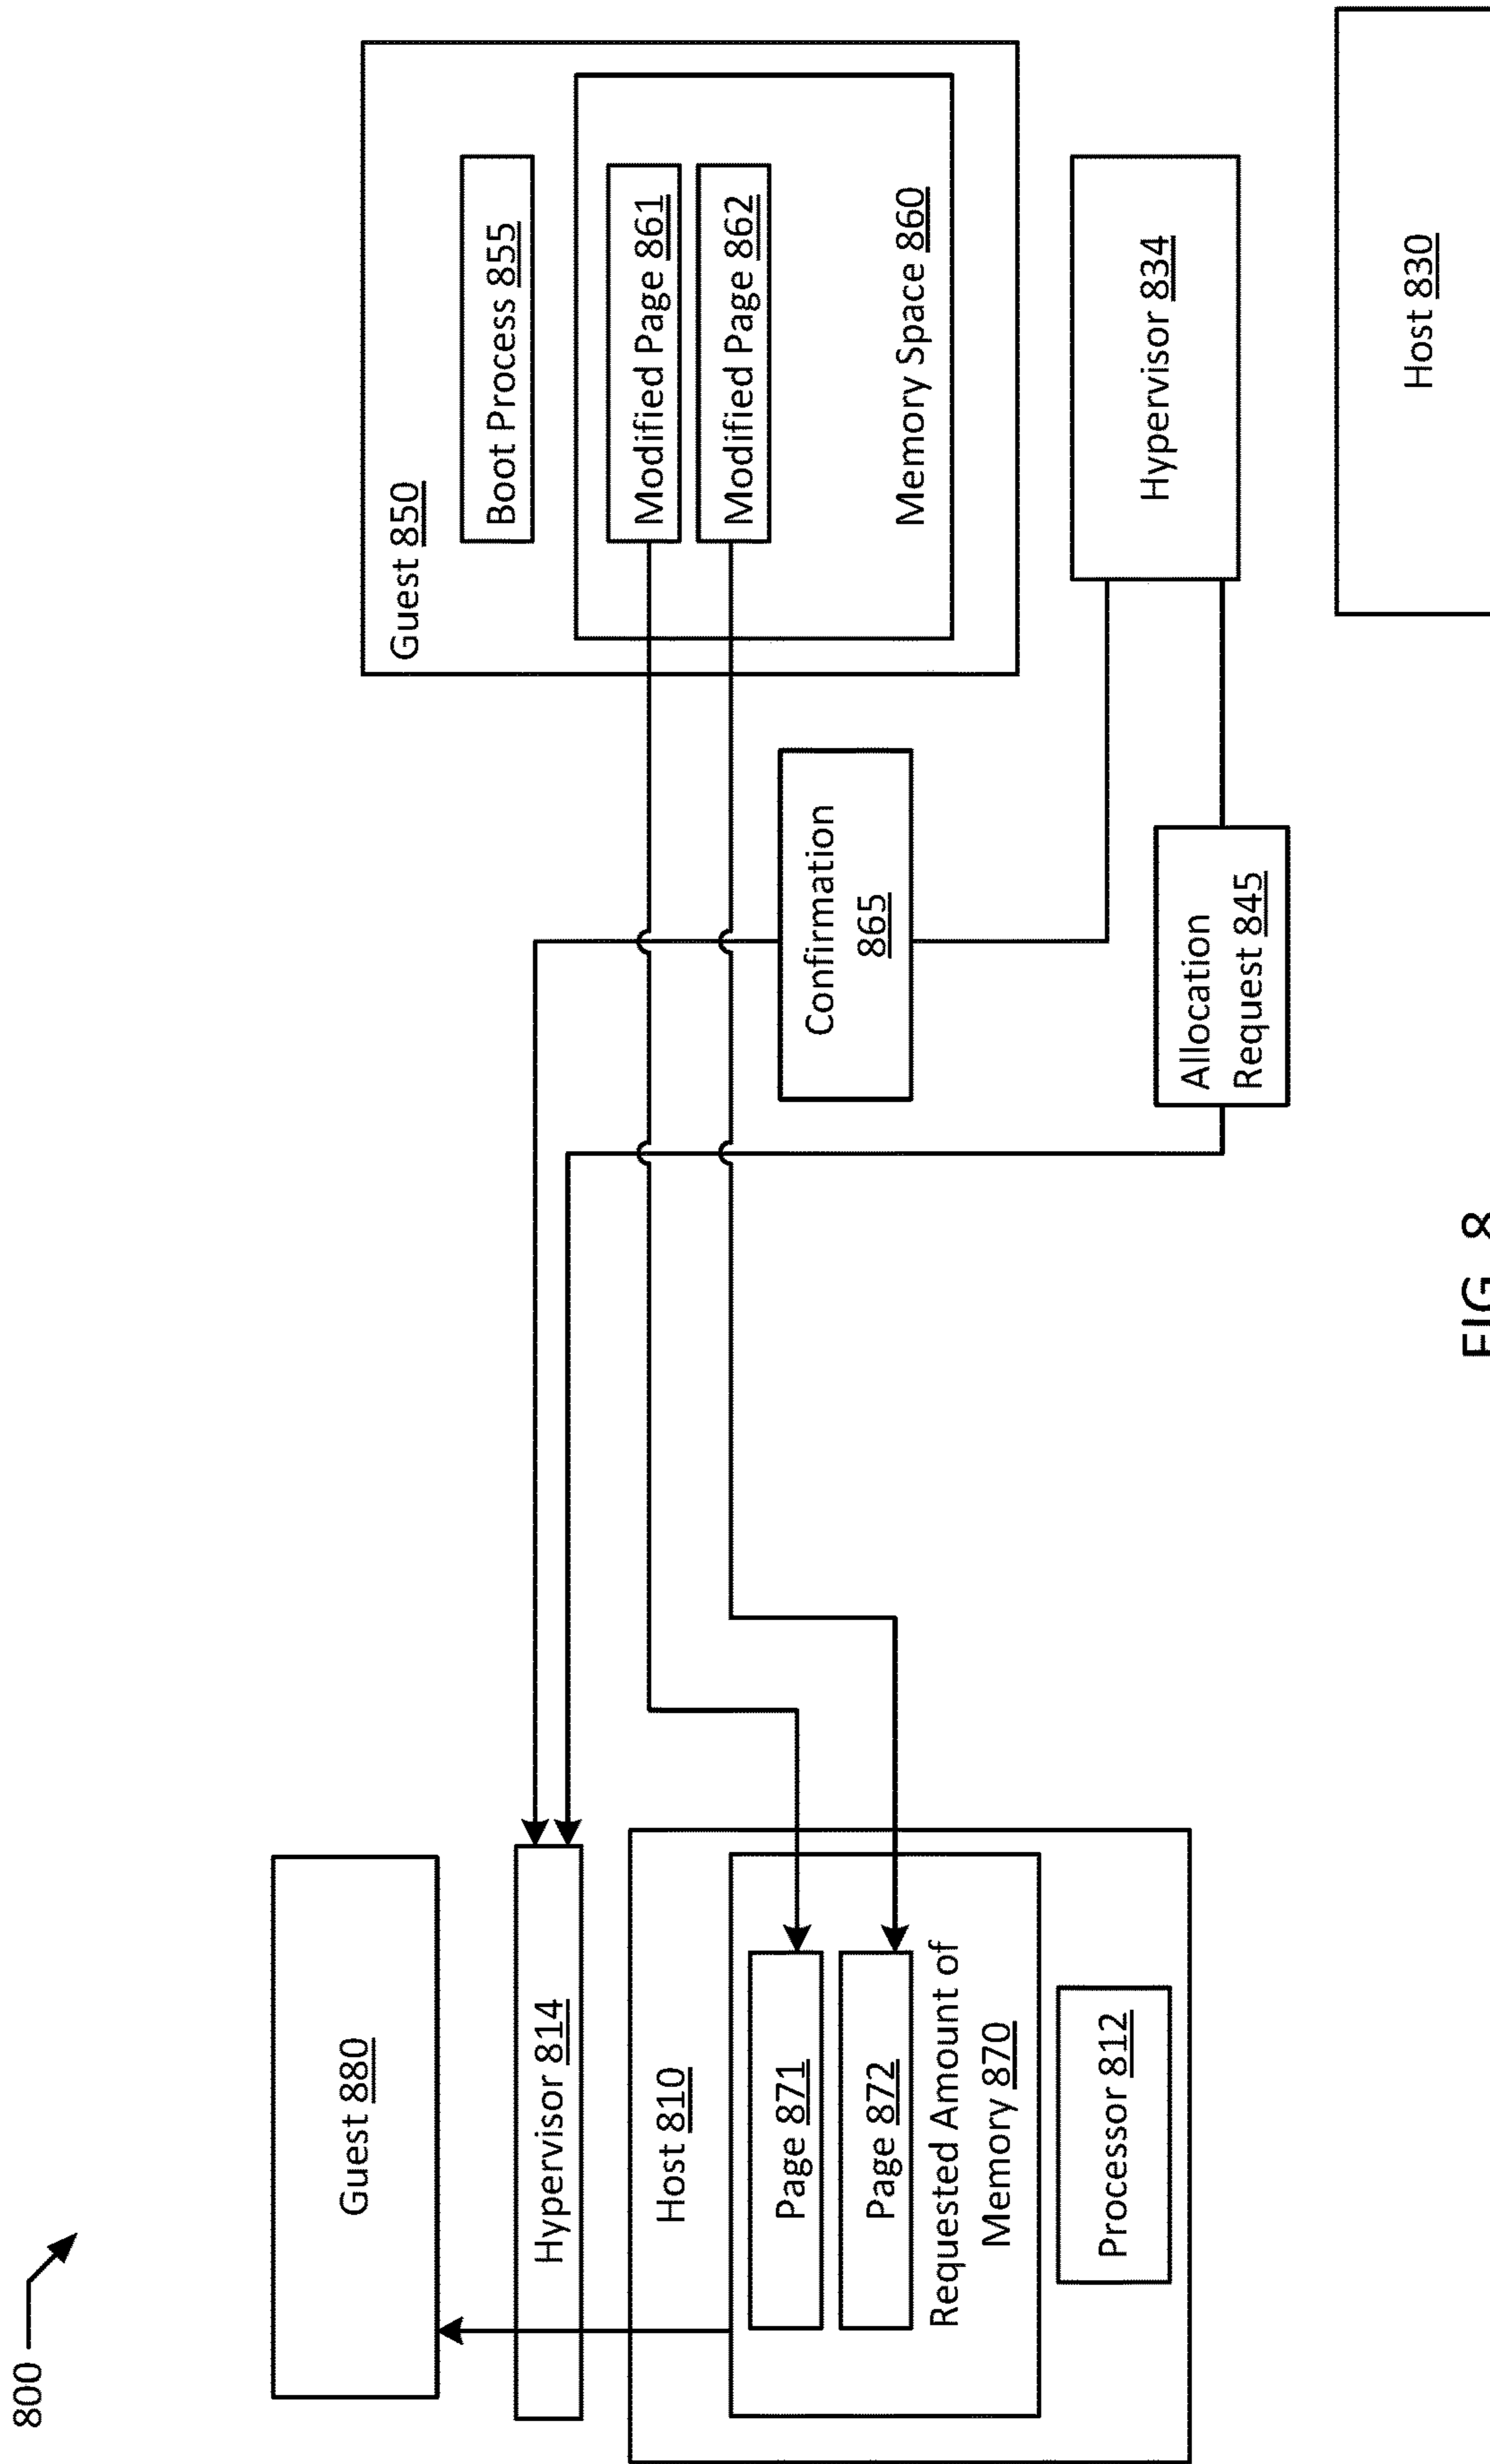 800
Guest 880
Hypervisor 814
Host 810
Page 871
Page 872
Requested Amount of
Memory 870
Processor 812
Confirmation
865
Allocation
Request 845
Guest 850
Boot Process 855
Modified Page 861
Modified Page 862
Memory Space 860
Hypervisor 834
Host 830
FIG. 8